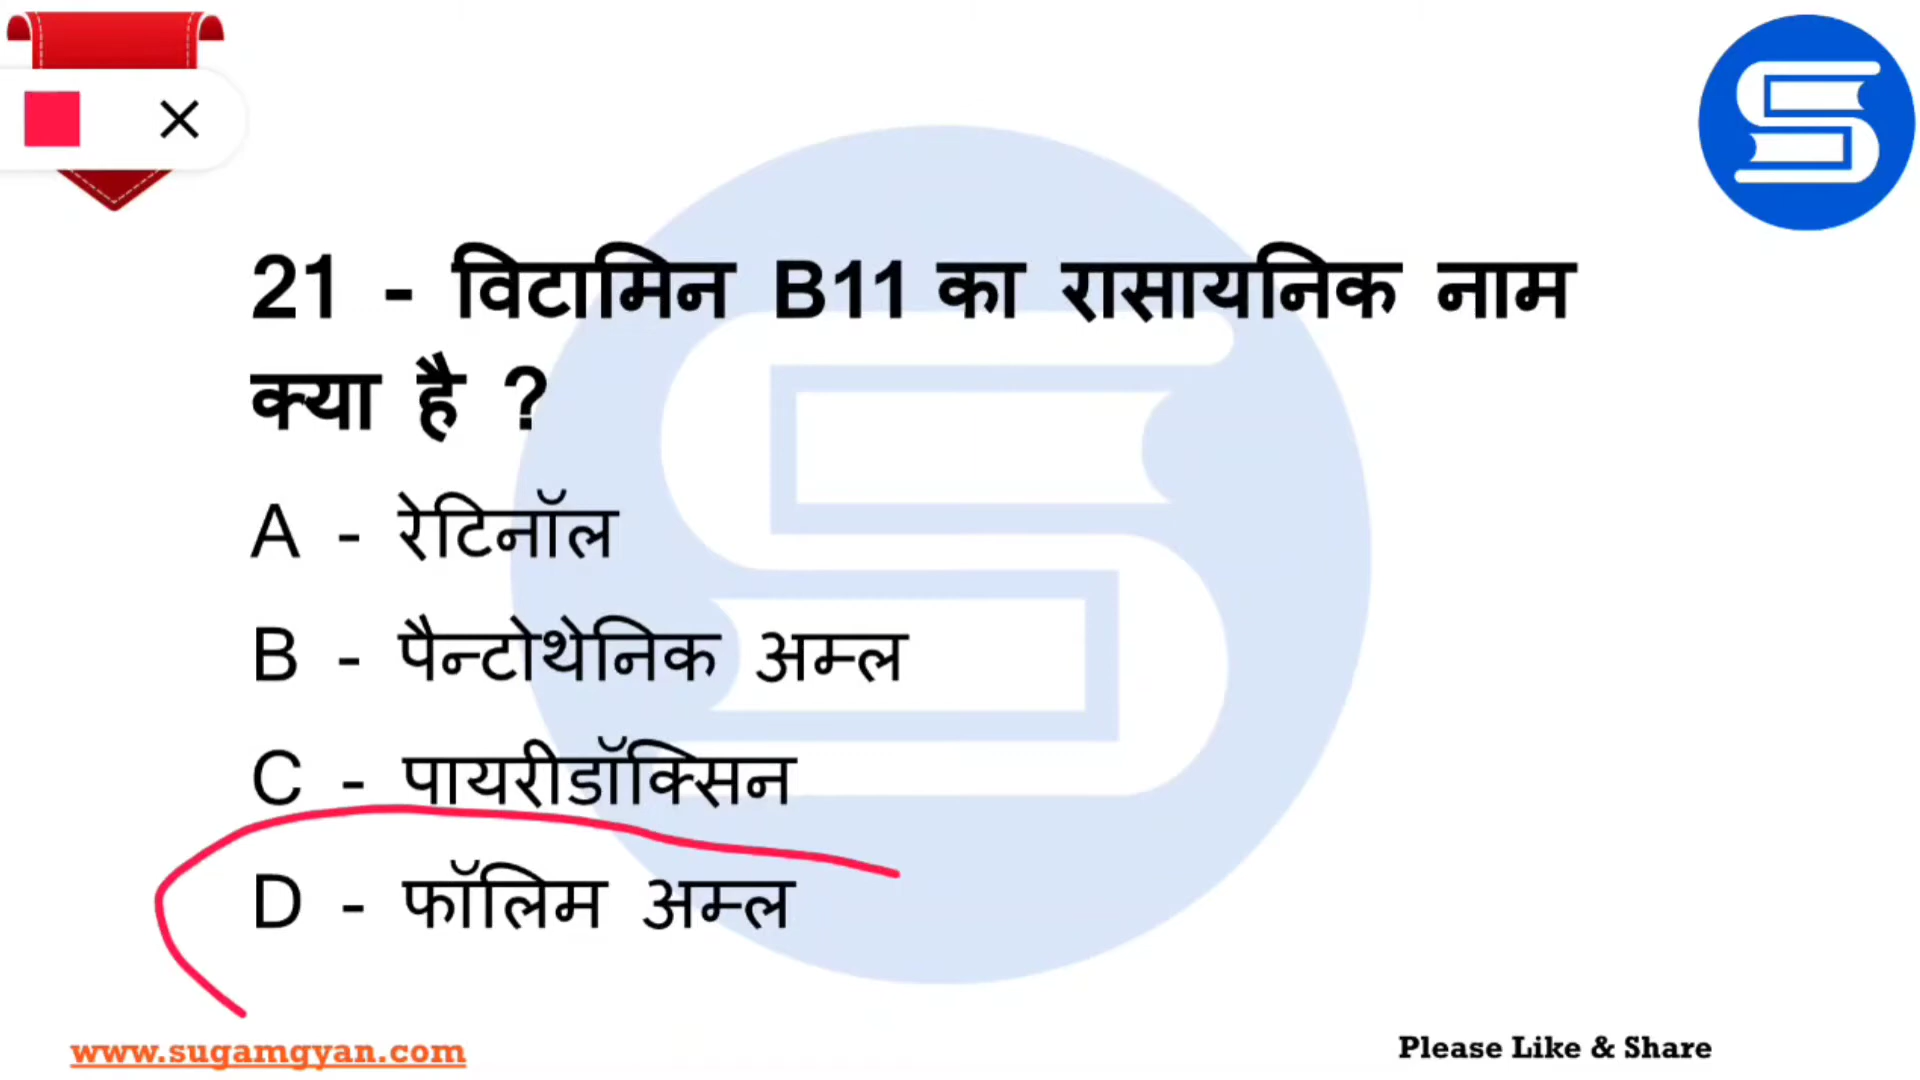 21 - विटामिन B11 का रासायनिक नाम
क्या है ?
A - रेटिनॉल
B - पैन्टोथेनिक अम्ल
C - पायरीडॉक्सिन
D - फॉलिम अम्ल
www.sugamgyan.com
Please Like & Share